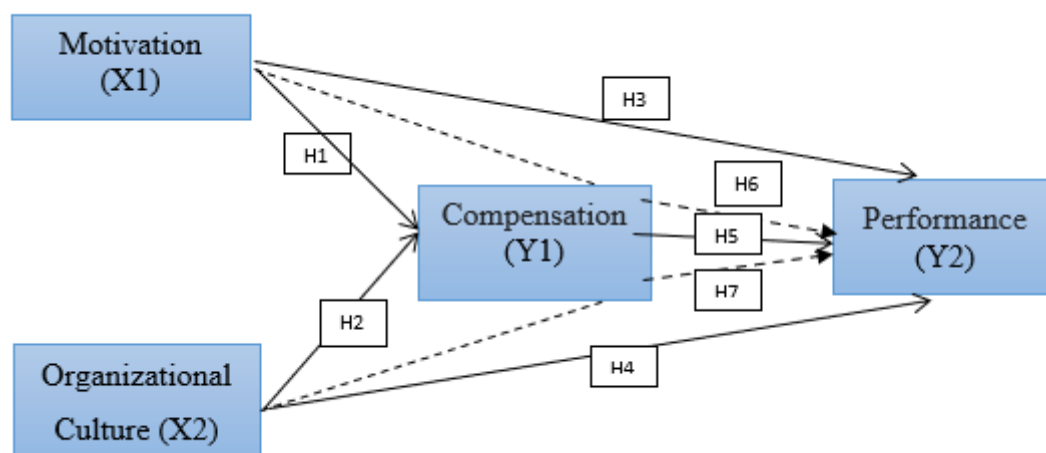 Motivation
(X1)
H3
H1
H6
Compensation
(Y1)
Performance
(Y2)
H5
H7
H2
H4
Organizational
Culture (X2)